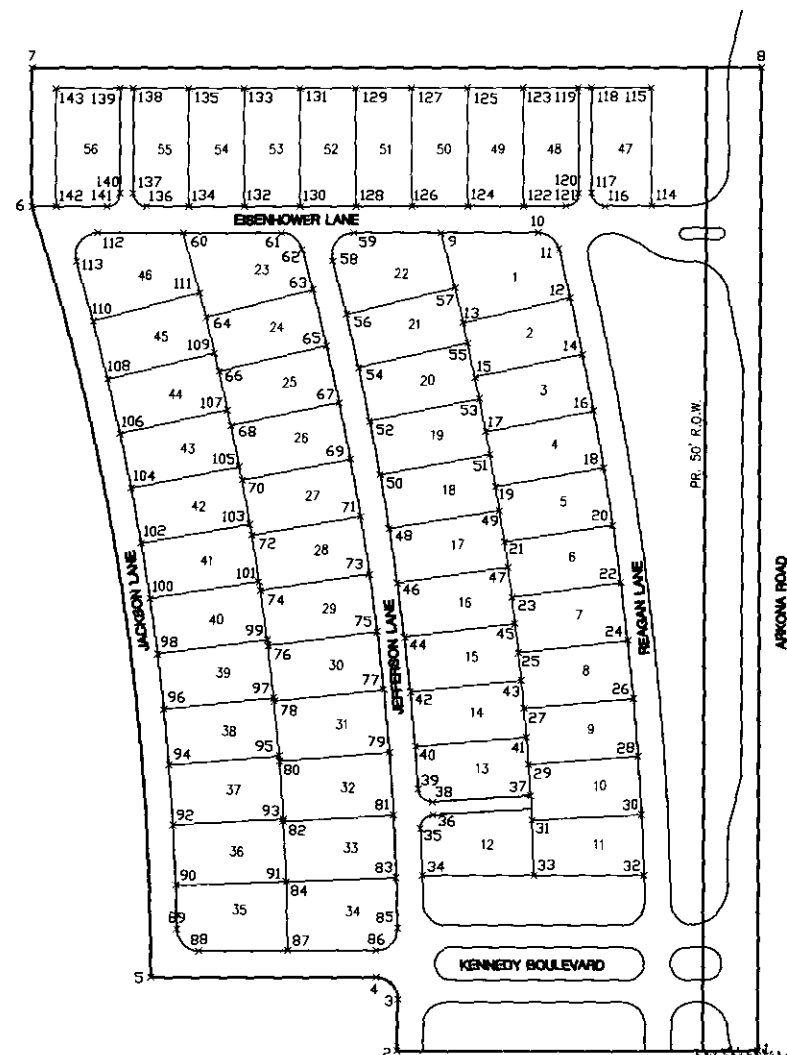 7 8
143 139 138 135 133 131 129 127 125 123 119 118 115
56 55 54 53 52 51 50 49 48 47
140 137 120 117
6 142 141 136 134 132 130 128 126 124 122 121 116 114
EISENHOWER LANE
112 60 61 59 9 10
62 11
113 58
46 23 22 1
111 63 57 12
110 64 56 13
45 24 21 2
109 65 55 14
108 66 54 15
44 25 20 3
107 67 53 16
106 68 52 17
43 26 19 4
105 69 51 18
104 70 50 19
42 27 18 5
103 71 49 20
102 72 48 21
41 28 17 6
101 73 47 22
100 74 46 23
40 29 16 7
99 75 45 24
98 76 44 25
39 30 15 8
97 77 43 26
96 78 42 27
38 31 14 9
95 79 41 28
94 80 40 29
37 32 13 10
93 81 39 38 37 30
92 82 36 31
36 33 35 12 11
91 83 34 33 32
90 84
35 34
89 85
88 87 86
JACKSON LANE
JEFFERSON LANE
REAGAN LANE
PR. 50' R.O.W.
ARKONA ROAD
KENNEDY BOULEVARD
5 4
3
2 1